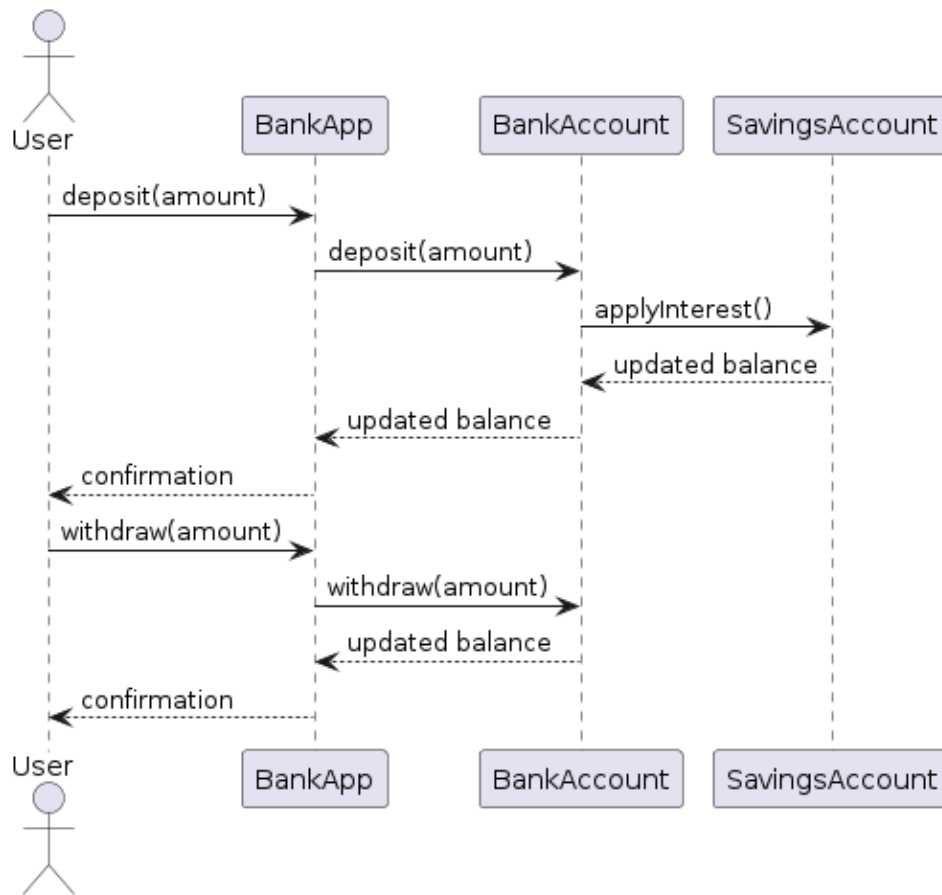 User
BankApp
BankAccount
SavingsAccount
deposit(amount)
deposit(amount)
applyInterest()
updated balance
updated balance
confirmation
withdraw(amount)
withdraw(amount)
updated balance
confirmation
User
BankApp
BankAccount
SavingsAccount